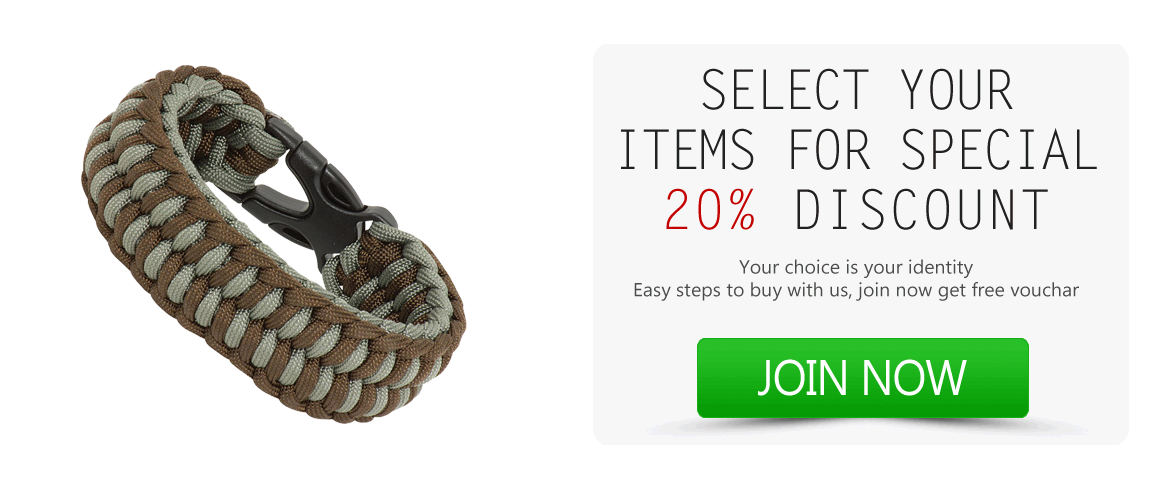 SELECT YOUR
ITEMS FOR SPECIAL
20% DISCOUNT
Your choice is your identity
Easy steps to buy with us, join now get free vouchar
JOIN NOW